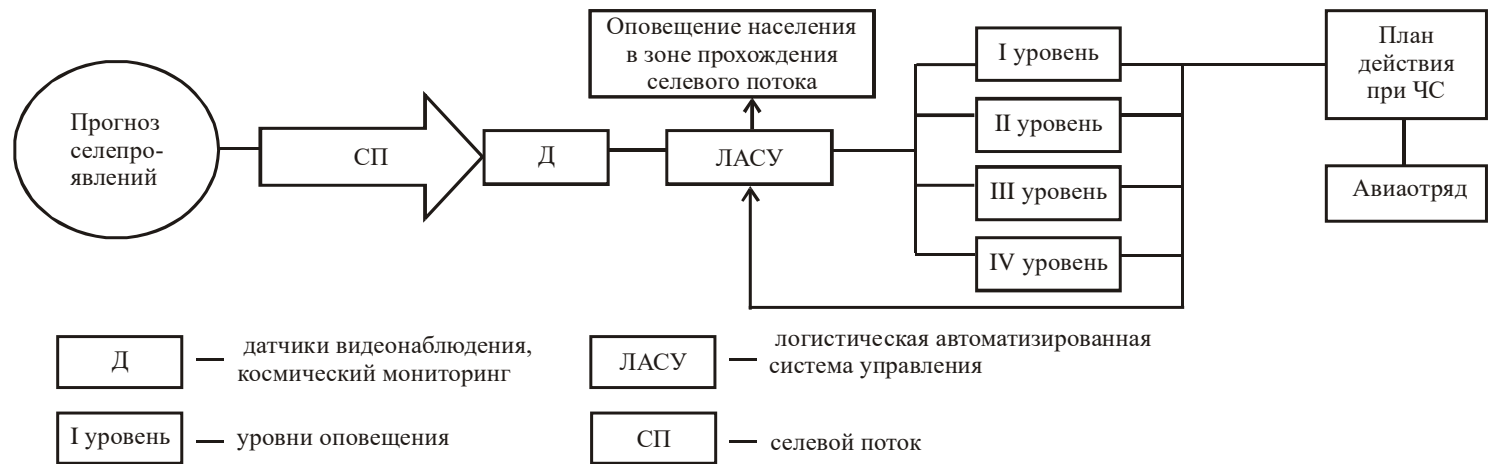 Прогноз
селепро-
явлений
СП
Д
ЛАСУ
Оповещение населения
в зоне прохождения
селевого потока
I уровень
II уровень
III уровень
IV уровень
План
действия
при ЧС
Авиаотряд
Д
—
датчики видеонаблюдения,
космический мониторинг
ЛАСУ
—
логистическая автоматизированная
система управления
I уровень
—
уровни оповещения
СП
—
селевой поток